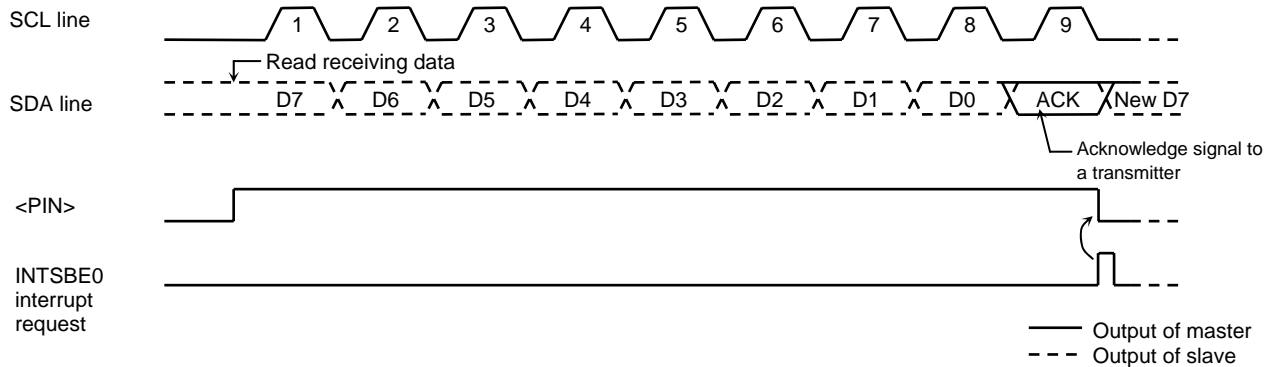 SCL line
1 2 3 4 5 6 7 8 9
Read receiving data
SDA line
D7 D6 D5 D4 D3 D2 D1 D0 ACK New D7
Acknowledge signal to
a transmitter
<PIN>
INTSBE0
interrupt
request
Output of master
Output of slave